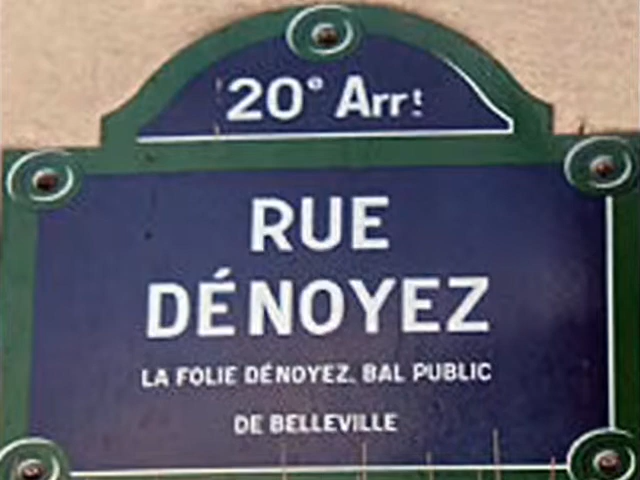 20e Arrt
RUE
DÉNOYEZ
LA FOLIE DÉNOYEZ. BAL PUBLIC
DE BELLEVILLE